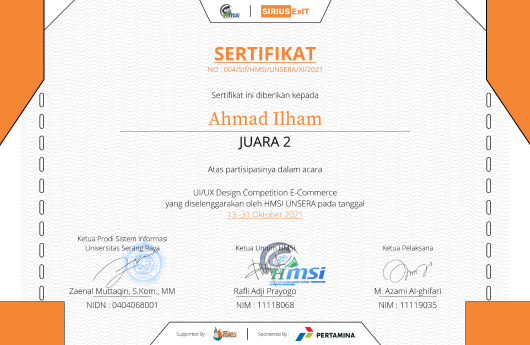 HMSI
SIRIUS ExIT
SERTIFIKAT
NO : 004/Stf/HMSI/UNSERA/XI/2021
Sertifikat ini diberikan kepada
Ahmad Ilham
JUARA 2
Atas partisipasinya dalam acara
UI/UX Design Competition E-Commerce
yang diselenggarakan oleh HMSI UNSERA pada tanggal
13 -31 Oktober 2021
Ketua Prodi Sistem Informasi
Universitas Serang Raya
Zaenal Muttaqin, S.Kom., MM
NIDN : 0404068001
Ketua Umum HMSI
HMSI
Rafli Adji Prayogo
NIM : 11118068
Ketua Pelaksana
M. Azami Al-ghifari
NIM : 11119035
Supported By :
Sponsored By :
PERTAMINA